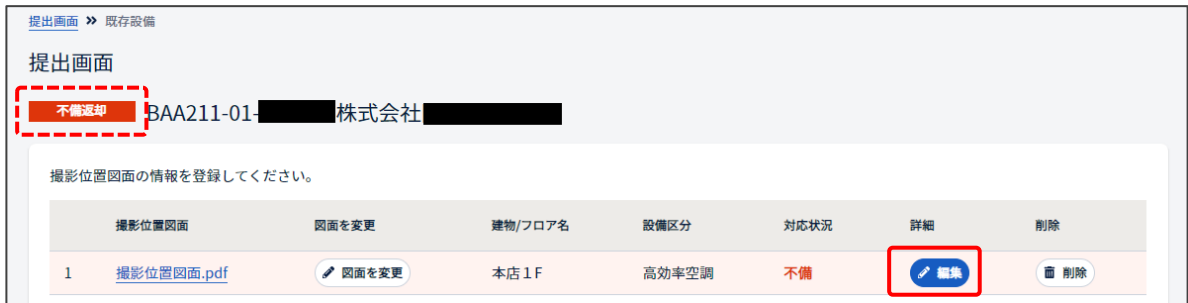 提出画面 » 既存設備
提出画面
不備返却 BAA211-01- 株式会社
撮影位置図面の情報を登録してください。
撮影位置図面 図面を変更 建物/フロア名 設備区分 対応状況 詳細 削除
1 撮影位置図面.pdf 図面を変更 本店１F 高効率空調 不備 編集 削除